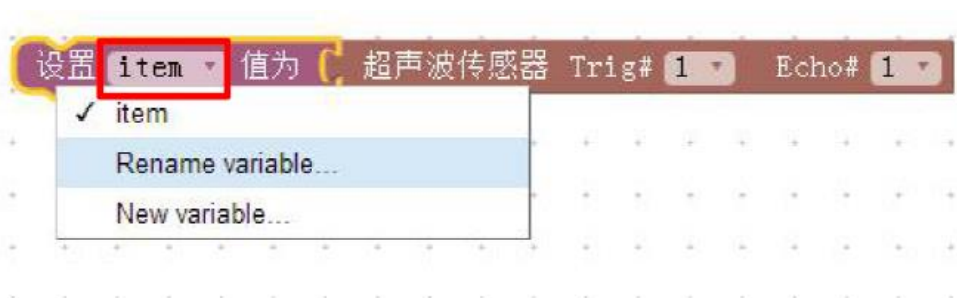 设置 item 值为 超声波传感器 Trig# 1 Echo# 1
✓ item
Rename variable...
New variable...